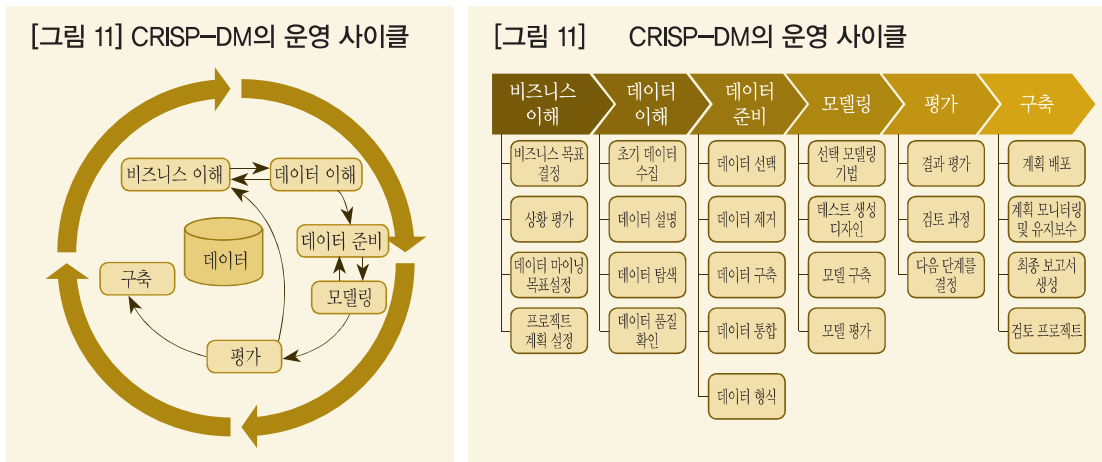 [그림 11] CRISP-DM의 운영 사이클
비즈니스 이해
데이터 이해
데이터 준비
데이터
구축
모델링
평가
[그림 11] CRISP-DM의 운영 사이클
비즈니스
이해
데이터
이해
데이터
준비
모델링
평가
구축
비즈니스 목표
결정
상황 평가
데이터 마이닝
목표설정
프로젝트
계획 설정
초기 데이터
수집
데이터 설명
데이터 탐색
데이터 품질
확인
데이터 선택
데이터 제거
데이터 구축
데이터 통합
데이터 형식
선택 모델링
기법
테스트 생성
디자인
모델 구축
모델 평가
결과 평가
검토 과정
다음 단계를
결정
계획 배포
계획 모니터링
및 유지보수
최종 보고서
생성
검토 프로젝트